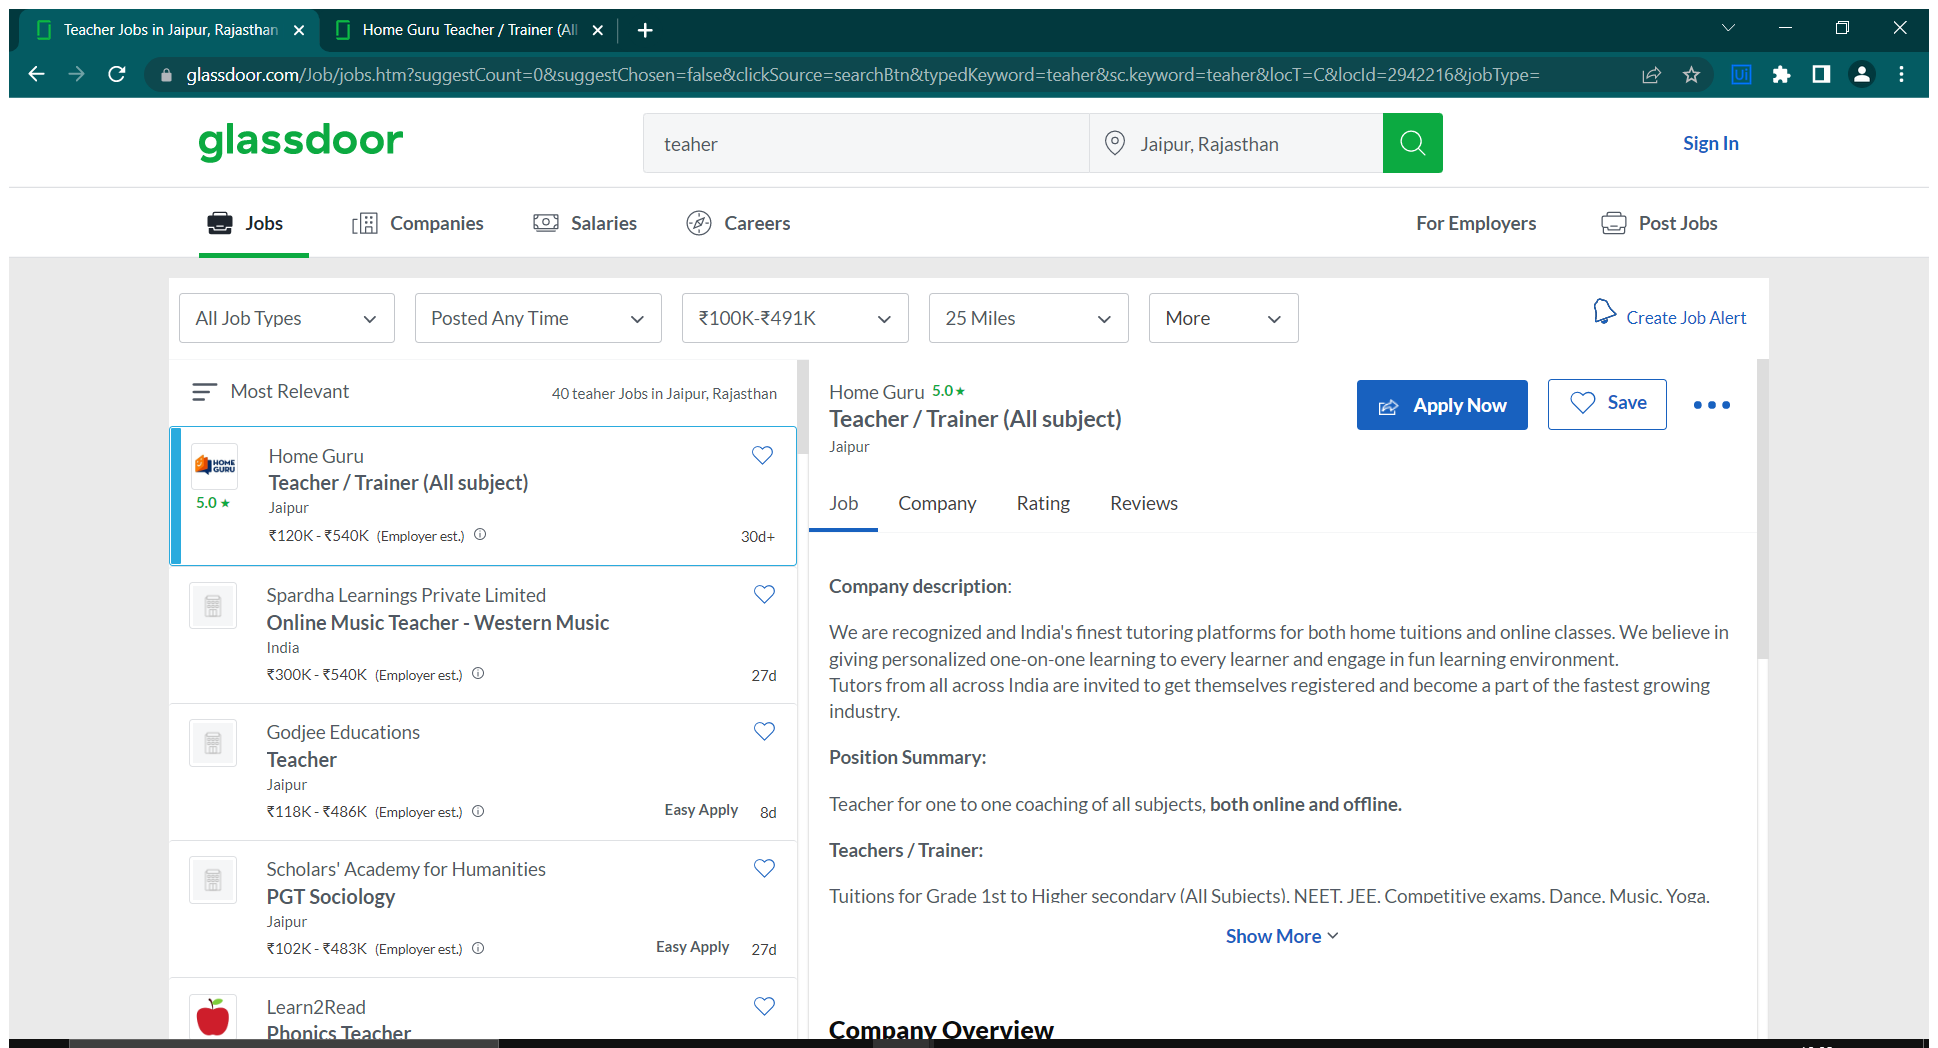 Teacher Jobs in Jaipur, Rajasthan
Home Guru Teacher / Trainer (All
glassdoor.com/Job/jobs.htm?suggestCount=0&suggestChosen=false&clickSource=searchBtn&typedKeyword=teaher&sc.keyword=teaher&locT=C&locId=2942216&jobType=
Ui
glassdoor
teaher
Jaipur, Rajasthan
Sign In
Jobs
Companies
Salaries
Careers
For Employers
Post Jobs
All Job Types
Posted Any Time
₹100K-₹491K
25 Miles
More
Create Job Alert
Most Relevant
40 teaher Jobs in Jaipur, Rajasthan
HOME GURU
5.0 ★
Home Guru
Teacher / Trainer (All subject)
Jaipur
₹120K - ₹540K (Employer est.)
30d+
Spardha Learnings Private Limited
Online Music Teacher - Western Music
India
₹300K - ₹540K (Employer est.)
27d
Godjee Educations
Teacher
Jaipur
₹118K - ₹486K (Employer est.)
Easy Apply
8d
Scholars' Academy for Humanities
PGT Sociology
Jaipur
₹102K - ₹483K (Employer est.)
Easy Apply
27d
Learn2Read
Phonics Teacher
Home Guru 5.0 ★
Teacher / Trainer (All subject)
Jaipur
Apply Now
Save
Job
Company
Rating
Reviews
Company description:
We are recognized and India's finest tutoring platforms for both home tuitions and online classes. We believe in
giving personalized one-on-one learning to every learner and engage in fun learning environment.
Tutors from all across India are invited to get themselves registered and become a part of the fastest growing
industry.
Position Summary:
Teacher for one to one coaching of all subjects, both online and offline.
Teachers / Trainer:
Tuitions for Grade 1st to Higher secondary (All Subjects), NEET, JEE, Competitive exams, Dance, Music, Yoga,
Show More
Company Overview